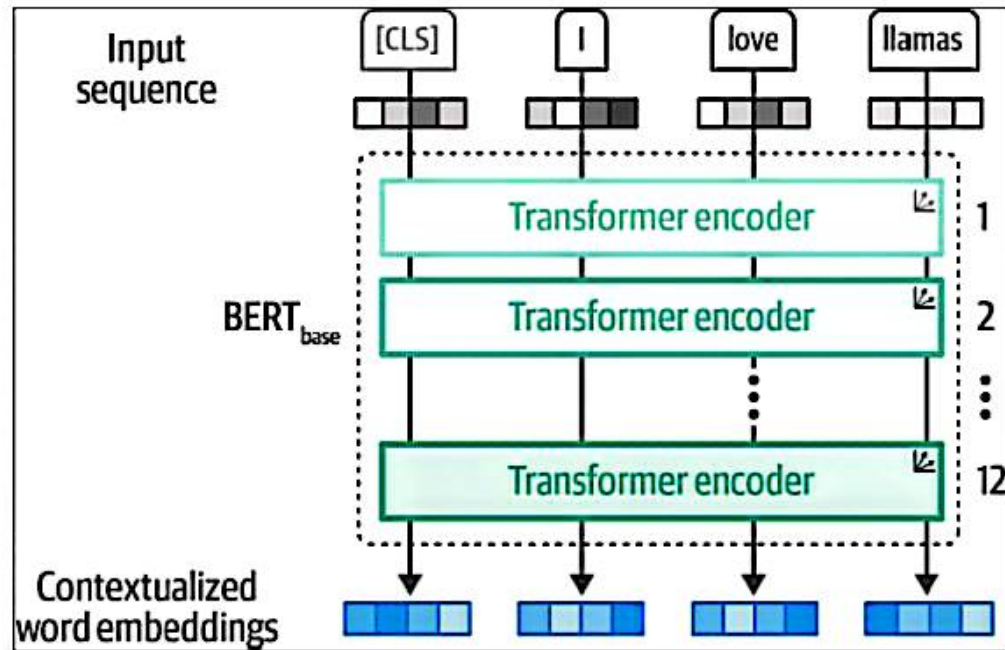 Input
sequence
[CLS] I love llamas
Transformer encoder 1
BERTbase
Transformer encoder 2
Transformer encoder 12
Contextualized
word embeddings